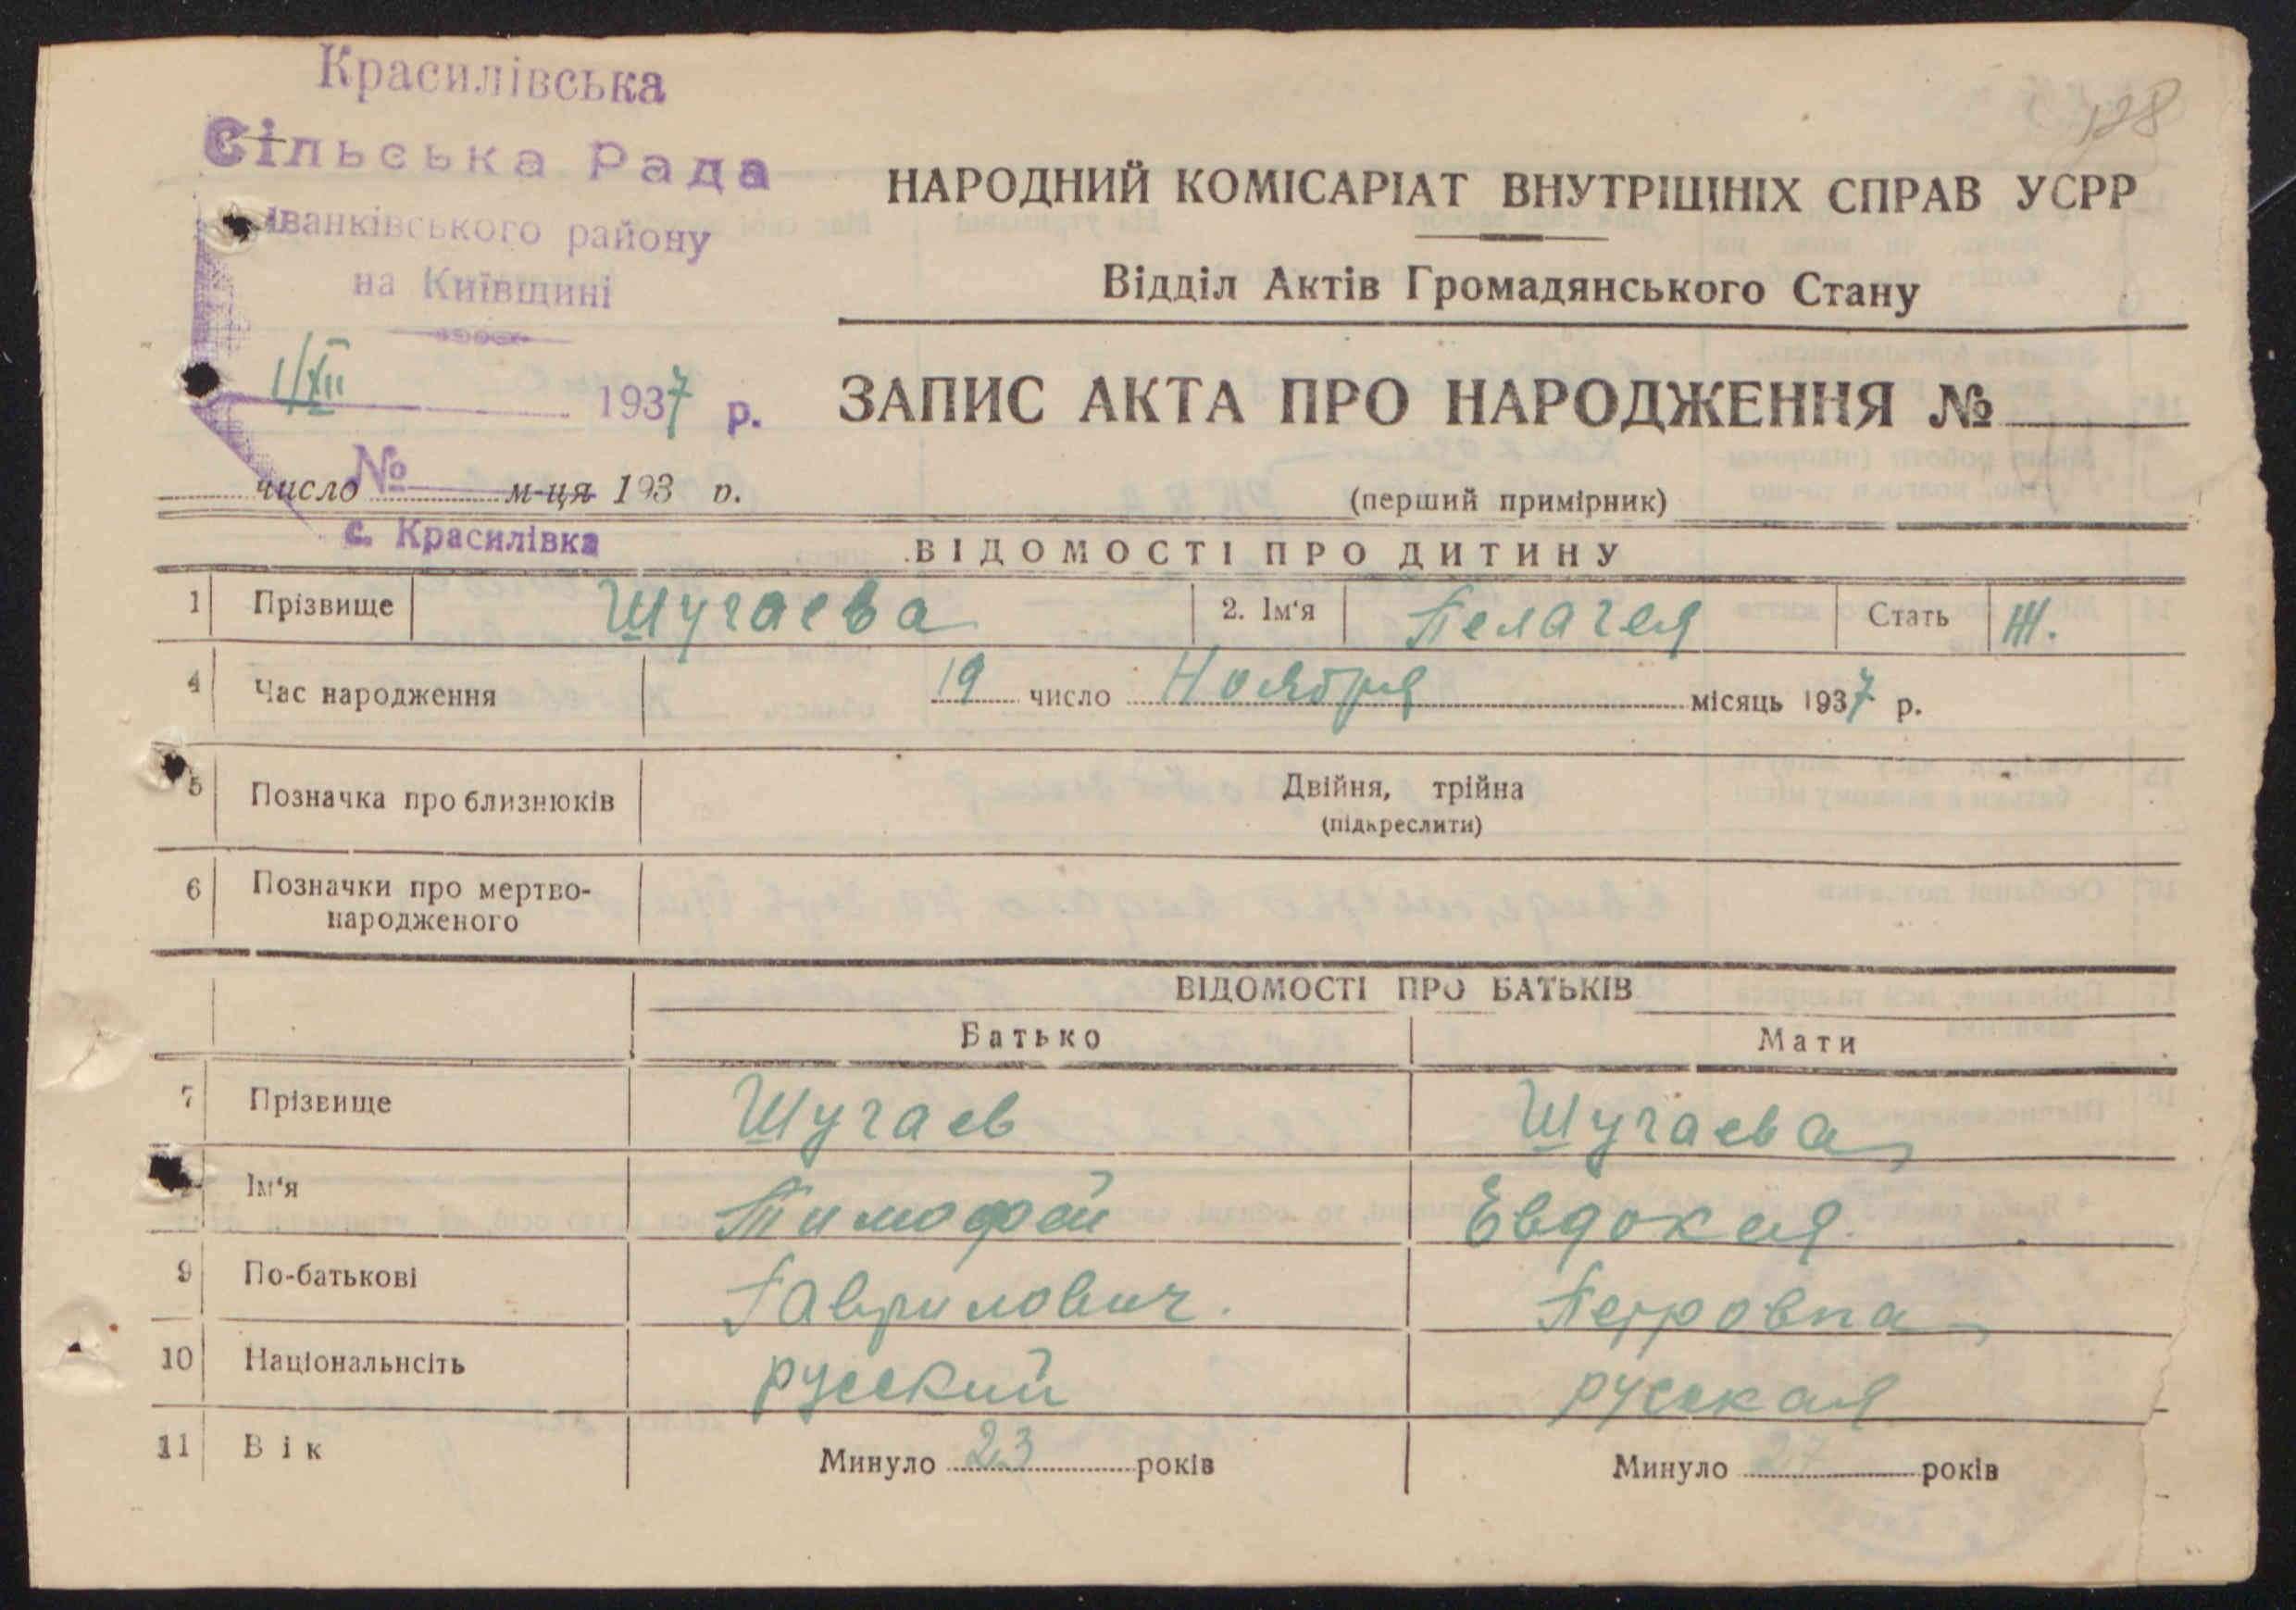 Красилівська
Сільська Рада
Іванківського району
на Київщині
128
НАРОДНИЙ КОМІСАРІАТ ВНУТРІШНІХ СПРАВ УСРР
Відділ Актів Громадянського Стану
1/XII 1937 р.
ЗАПИС АКТА ПРО НАРОДЖЕННЯ №
№
число м-ця 193 р.
(перший примірник)
с. Красилівка
ВІДОМОСТІ ПРО ДИТИНУ
1 Прізвище Шугаева 2. Ім'я Пелагея Стать Ж.
4 Час народження 19 число Ноября місяць 1937 р.
5 Позначка про близнюків Двійня, трійна
(підкреслити)
6 Позначки про мертво-
народженого
ВІДОМОСТІ ПРО БАТЬКІВ
Батько Мати
7 Прізвище Шугаев Шугаева
Ім'я Тимофей Евдокия.
9 По-батькові Гаврилович. Петровна
10 Національнсіть русский русская
11 Вік Минуло 23 років Минуло 27 років